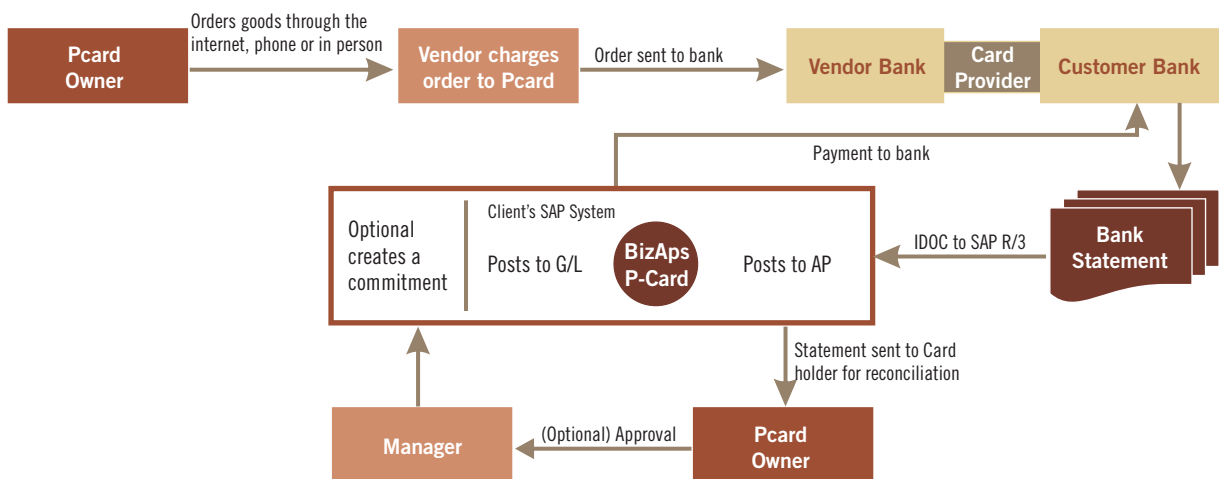 Pcard
Owner
Orders goods through the
internet, phone or in person
Vendor charges
order to Pcard
Order sent to bank
Vendor Bank
Card
Provider
Customer Bank
Payment to bank
Optional
creates a
commitment
Client's SAP System
Posts to G/L
BizAps
P-Card
Posts to AP
IDOC to SAP R/3
Bank
Statement
Statement sent to Card
holder for reconciliation
Manager
(Optional) Approval
Pcard
Owner